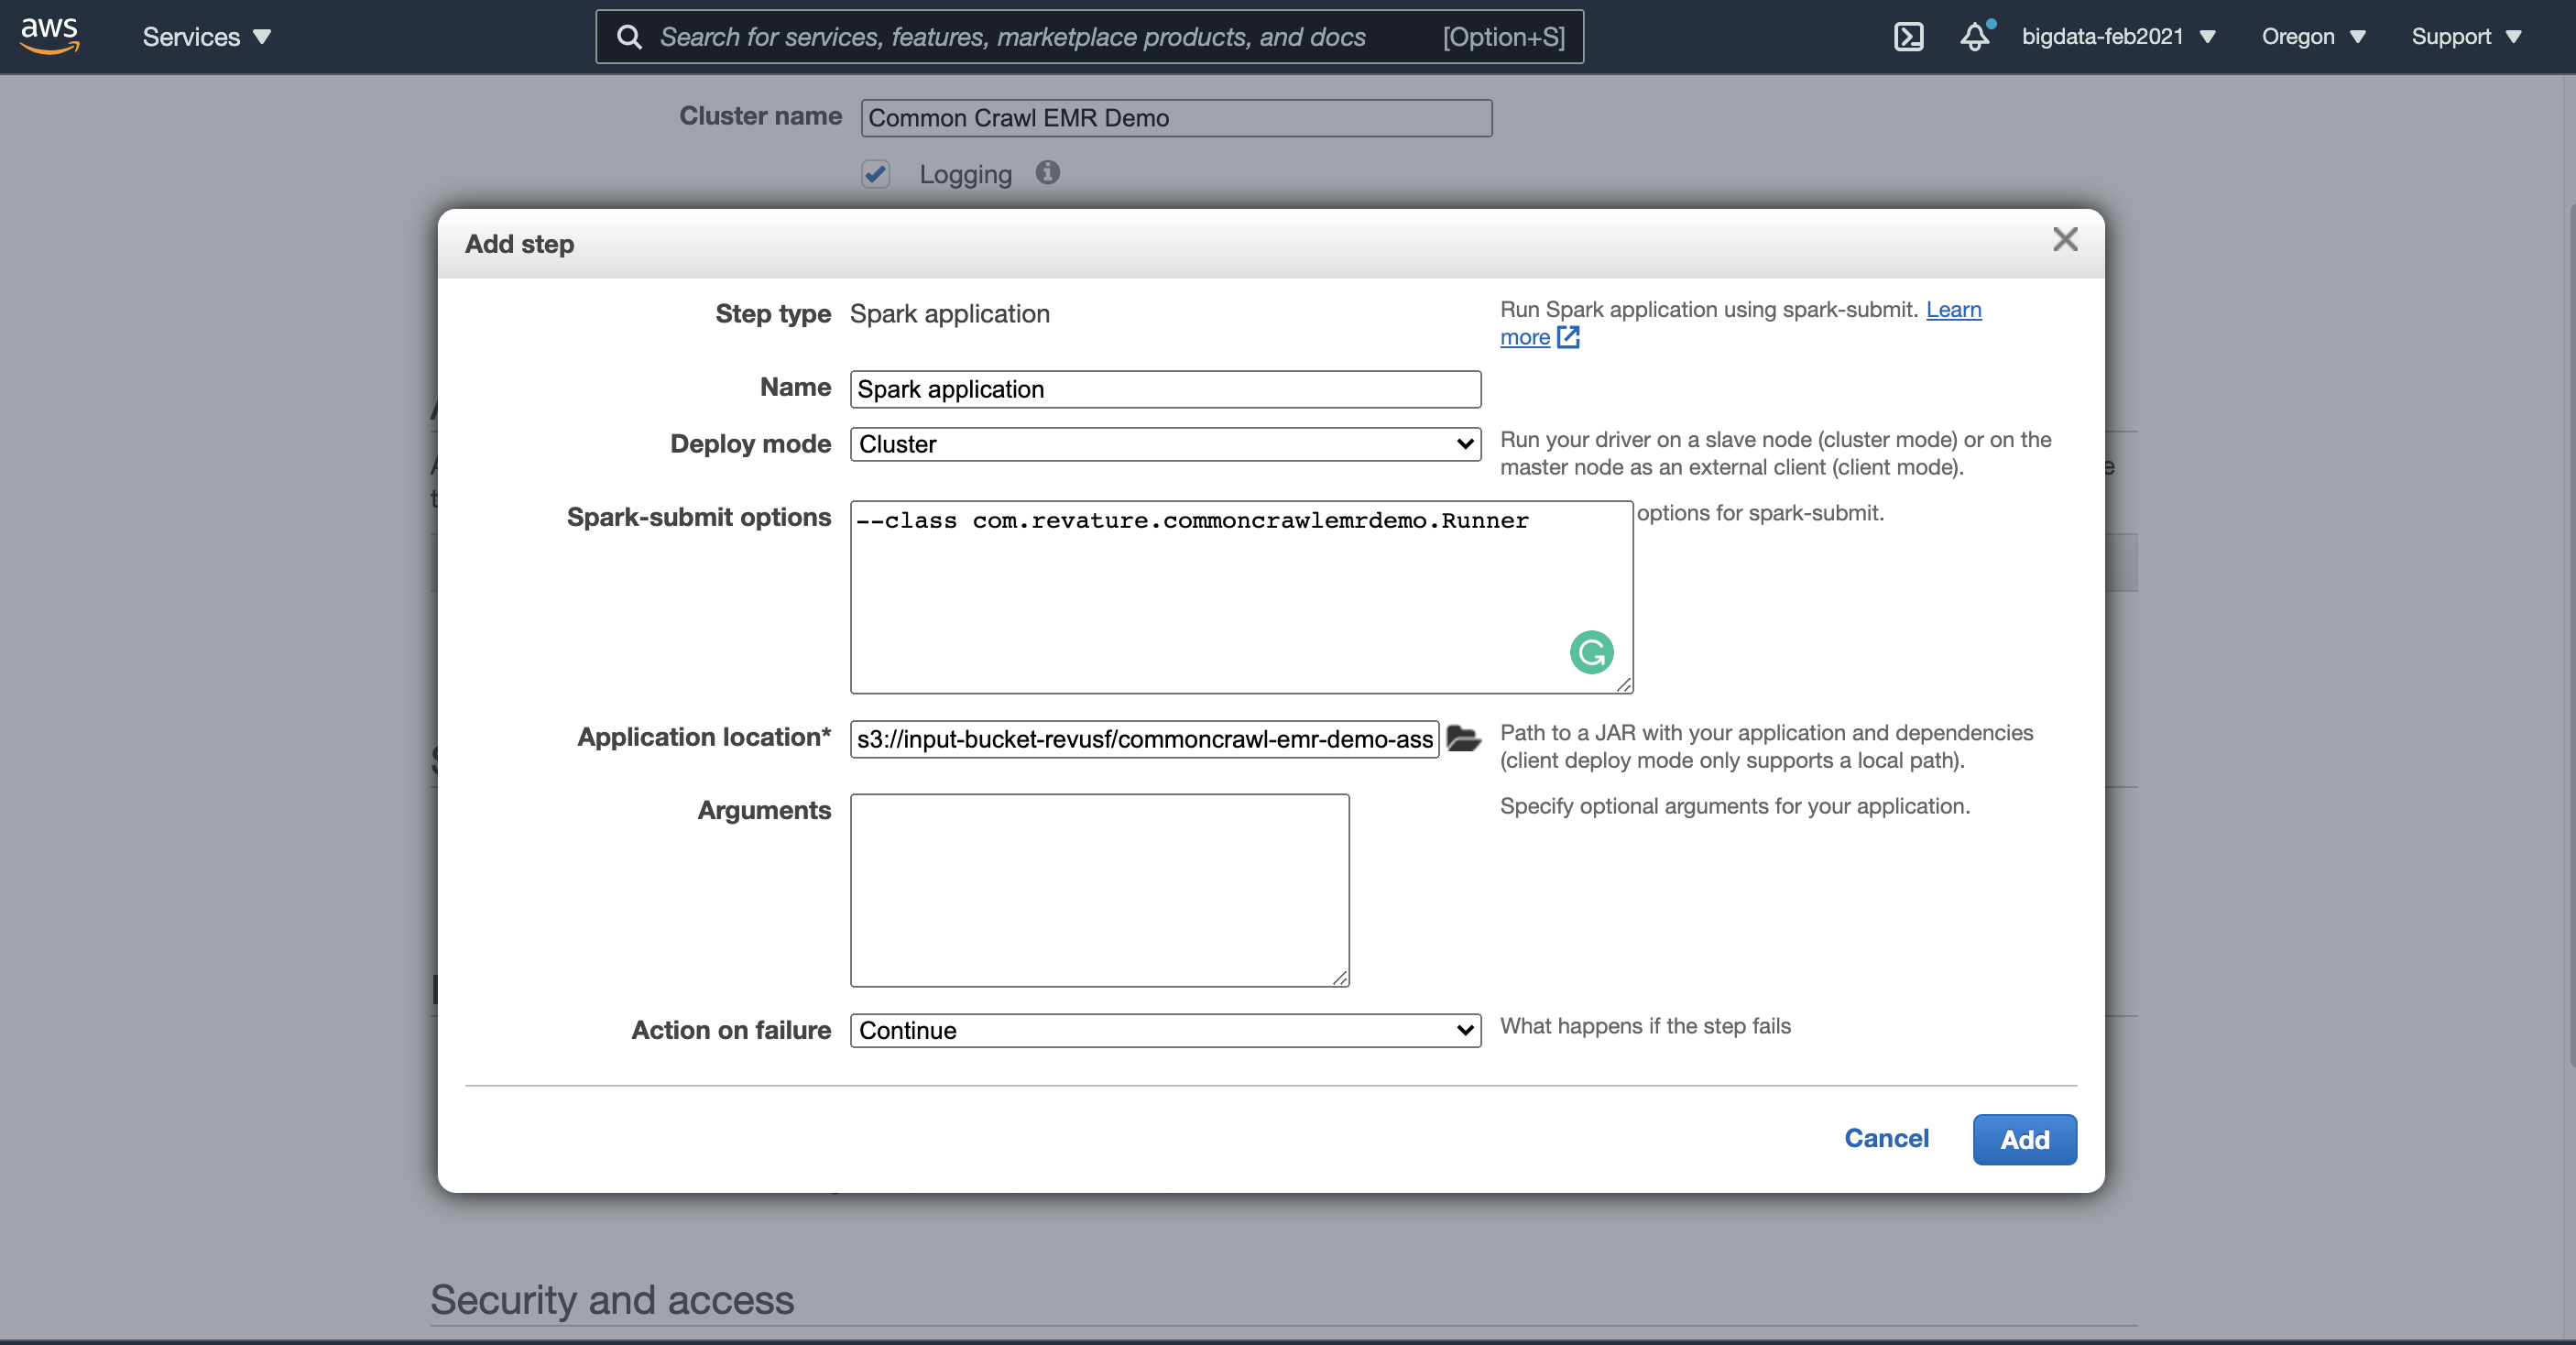 aws
Services
Search for services, features, marketplace products, and docs
[Option+S]
bigdata-feb2021
Oregon
Support
Cluster name
Common Crawl EMR Demo
Logging
Add step
Step type
Spark application
Run Spark application using spark-submit. Learn
more
Name
Spark application
Deploy mode
Cluster
Run your driver on a slave node (cluster mode) or on the
master node as an external client (client mode).
Spark-submit options
--class com.revature.commoncrawlemrdemo.Runner
options for spark-submit.
Application location*
s3://input-bucket-revusf/commoncrawl-emr-demo-ass
Path to a JAR with your application and dependencies
(client deploy mode only supports a local path).
Arguments
Specify optional arguments for your application.
Action on failure
Continue
What happens if the step fails
Cancel
Add
Security and access